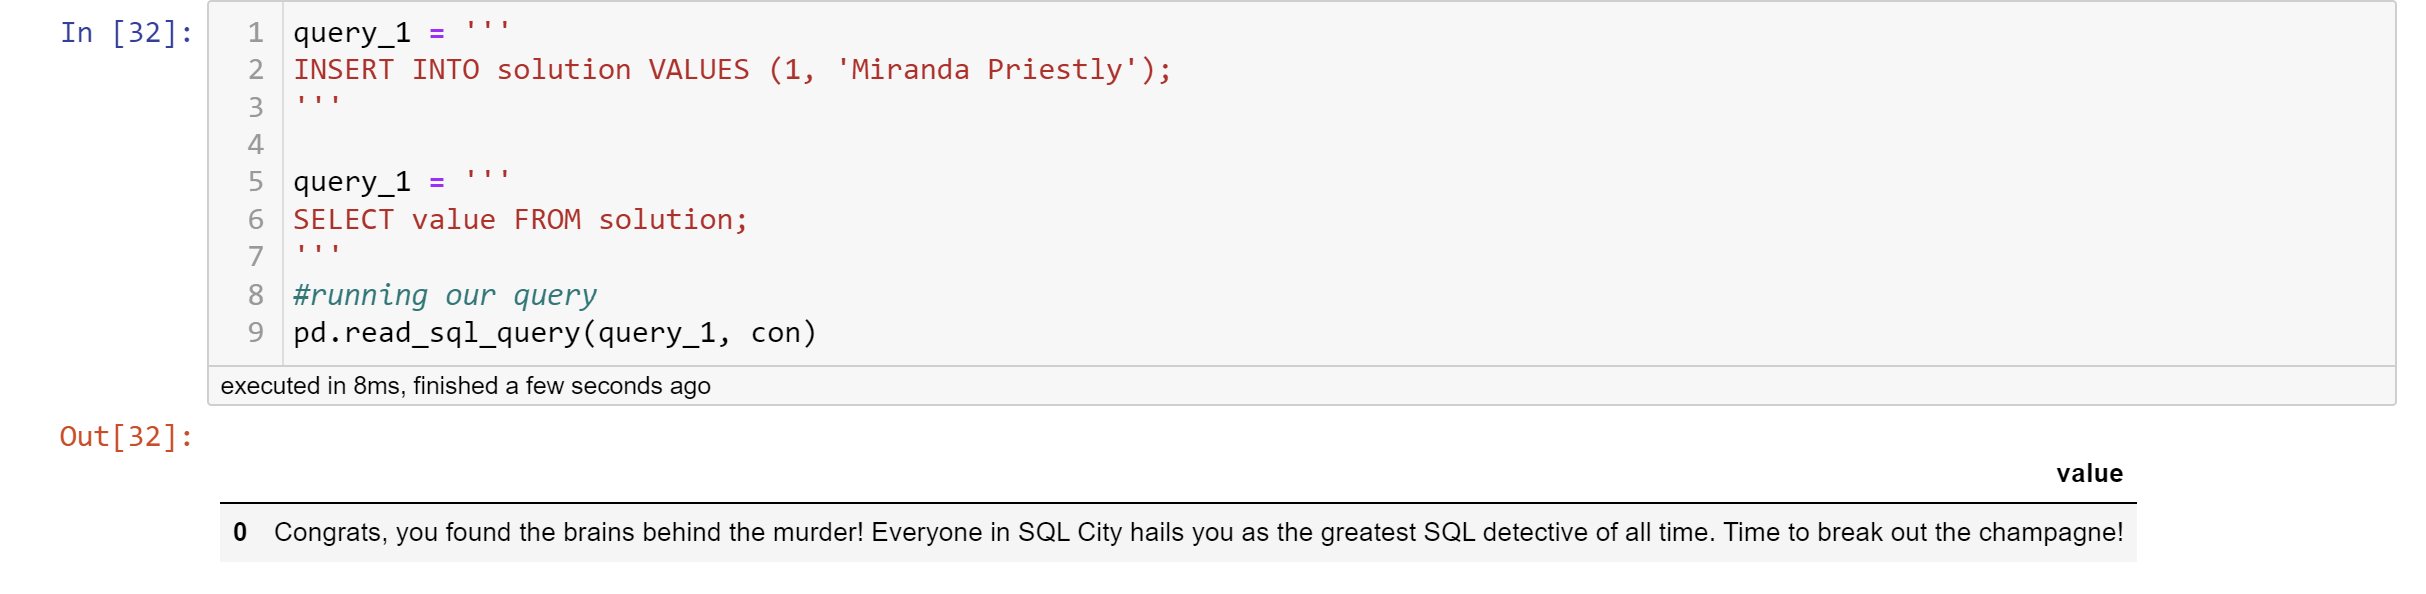 In [32]:
1 query_1 = '''
2 INSERT INTO solution VALUES (1, 'Miranda Priestly');
3 '''
4
5 query_1 = '''
6 SELECT value FROM solution;
7 '''
8 #running our query
9 pd.read_sql_query(query_1, con)
executed in 8ms, finished a few seconds ago
Out[32]:
value
0 Congrats, you found the brains behind the murder! Everyone in SQL City hails you as the greatest SQL detective of all time. Time to break out the champagne!